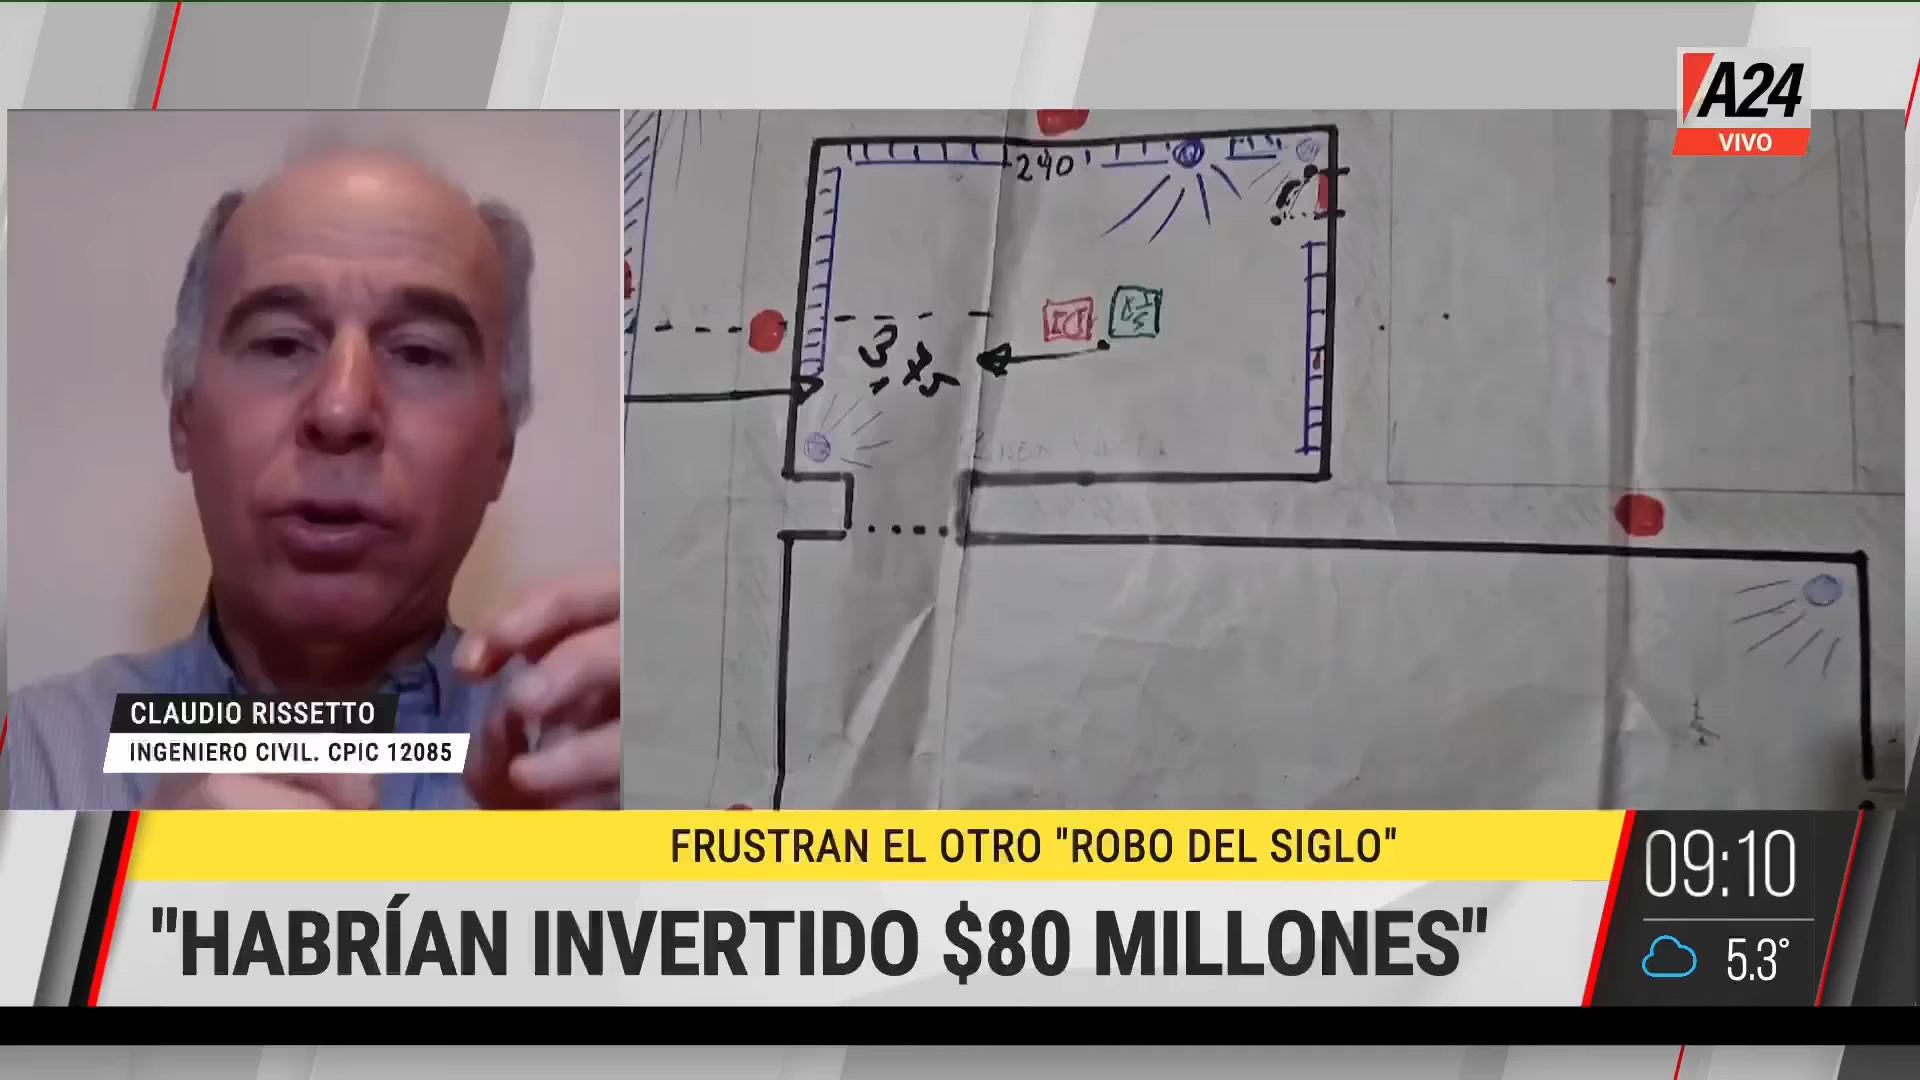 A24
VIVO
240
CLAUDIO RISSETTO
INGENIERO CIVIL. CPIC 12085
FRUSTRAN EL OTRO "ROBO DEL SIGLO"
"HABRÍAN INVERTIDO $80 MILLONES"
09:10
5.3°